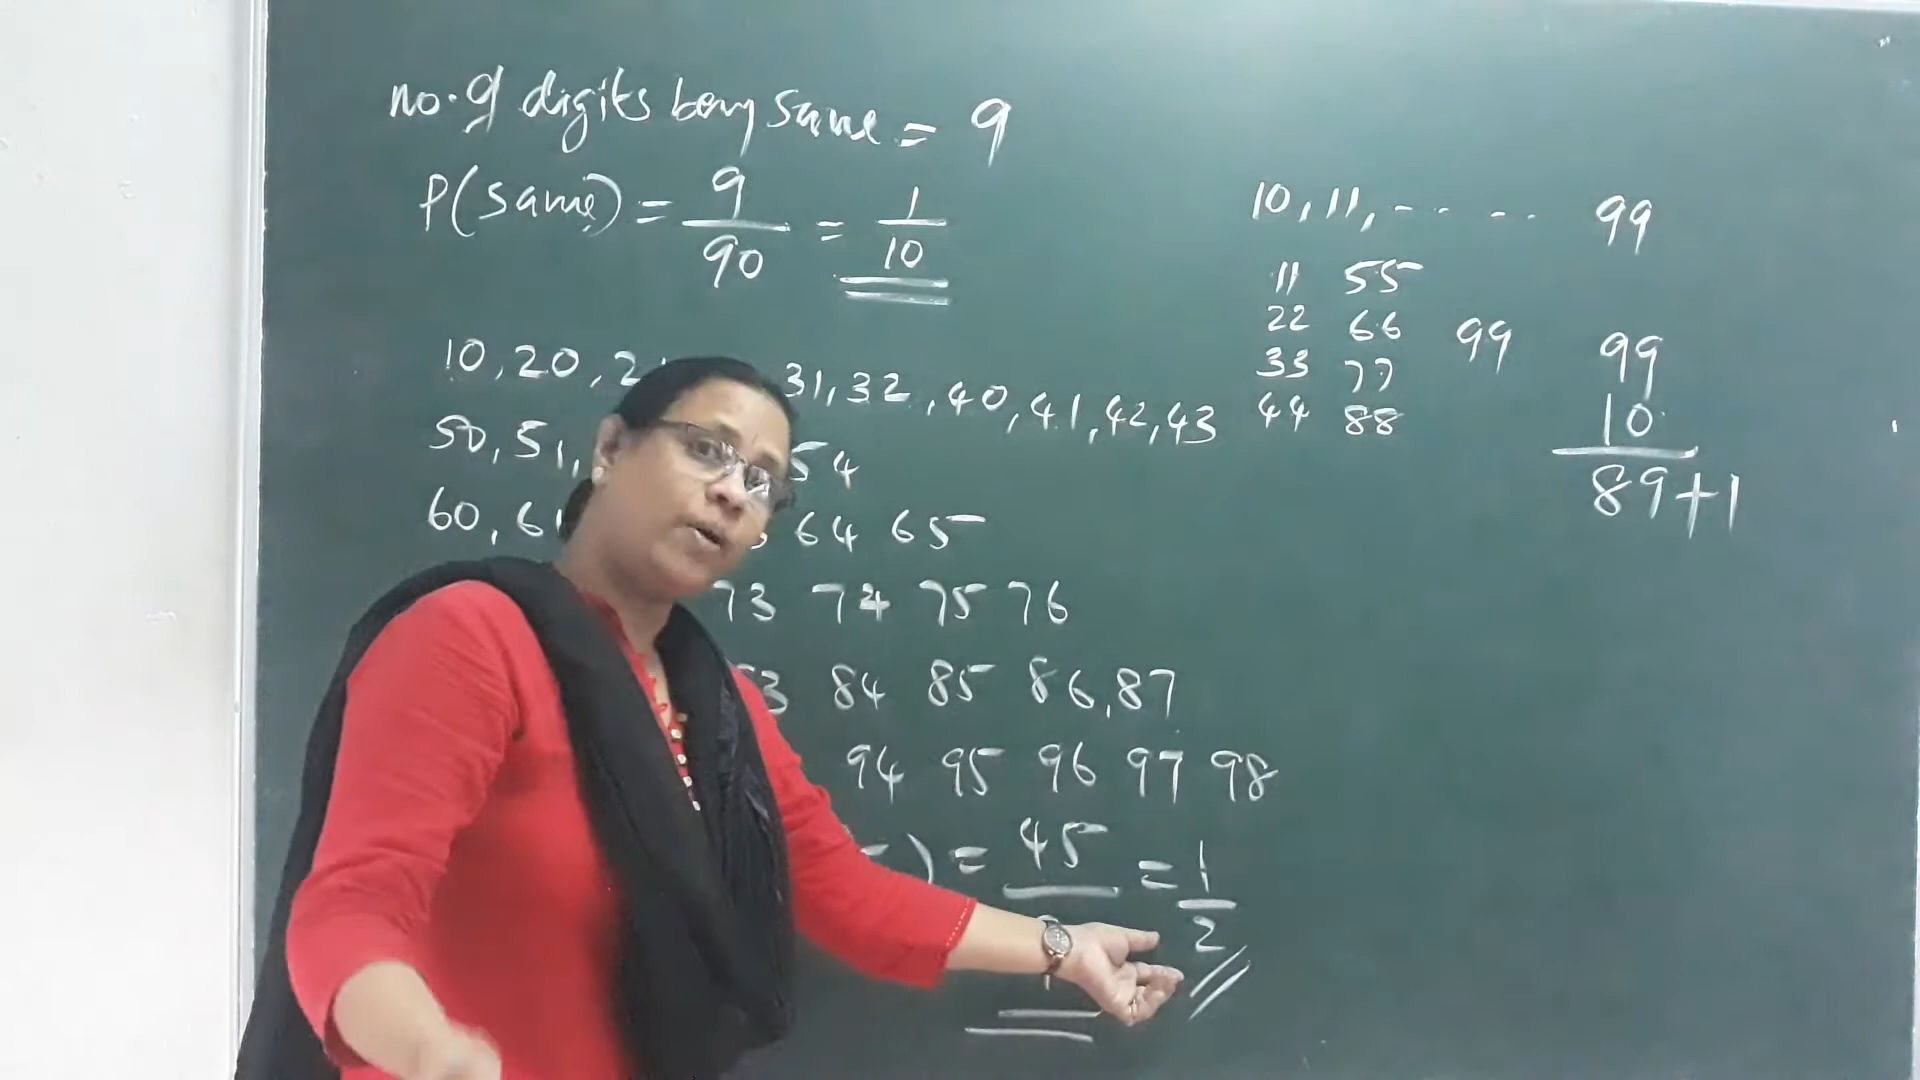 no. of digits being same = 9
P(same) = 9/90 = 1/10
10, 20, 31, 32, 40, 41, 42, 43
50, 51, 54
60, 61 64 65
73 74 75 76
83 84 85 86, 87
94 95 96 97 98
) = 45 = 1/2
10, 11, - - - - 99
11 55
22 66 99
33 77
44 88
99
10
89+1